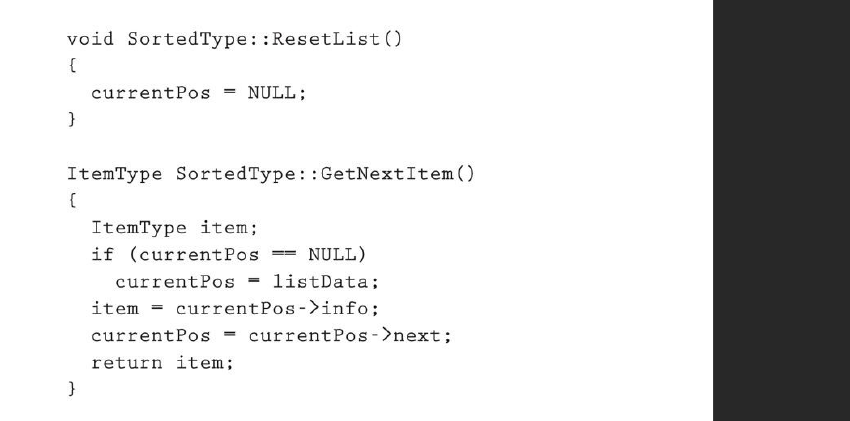 void SortedType::ResetList()
{
  currentPos = NULL;
}

ItemType SortedType::GetNextItem()
{
  ItemType item;
  if (currentPos == NULL)
    currentPos = listData;
  item = currentPos->info;
  currentPos = currentPos->next;
  return item;
}